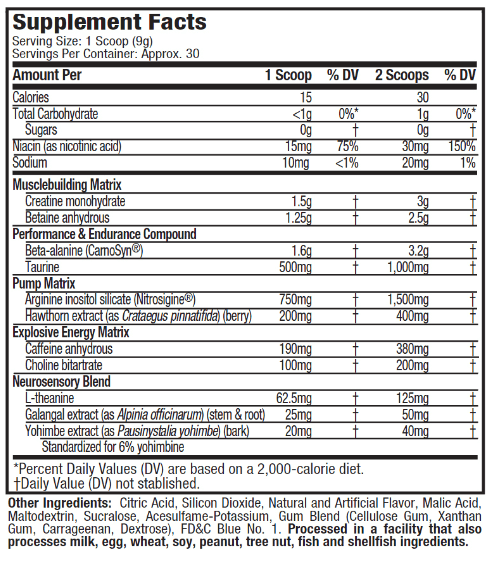 Supplement Facts
Serving Size: 1 Scoop (9g)
Servings Per Container: Approx. 30
Amount Per 1 Scoop % DV 2 Scoops % DV
Calories 15 30
Total Carbohydrate <1g 0%* 1g 0%*
Sugars 0g † 0g †
Niacin (as nicotinic acid) 15mg 75% 30mg 150%
Sodium 10mg <1% 20mg 1%
Musclebuilding Matrix
Creatine monohydrate 1.5g † 3g †
Betaine anhydrous 1.25g † 2.5g †
Performance & Endurance Compound
Beta-alanine (CarnoSyn®) 1.6g † 3.2g †
Taurine 500mg † 1,000mg †
Pump Matrix
Arginine inositol silicate (Nitrosigine®) 750mg † 1,500mg †
Hawthorn extract (as Crataegus pinnatifida) (berry) 200mg † 400mg †
Explosive Energy Matrix
Caffeine anhydrous 190mg † 380mg †
Choline bitartrate 100mg † 200mg †
Neurosensory Blend
L-theanine 62.5mg † 125mg †
Galangal extract (as Alpinia officinarum) (stem & root) 25mg † 50mg †
Yohimbe extract (as Pausinystalia yohimbe) (bark) 20mg † 40mg †
Standardized for 6% yohimbine
*Percent Daily Values (DV) are based on a 2,000-calorie diet.
†Daily Value (DV) not stablished.
Other Ingredients: Citric Acid, Silicon Dioxide, Natural and Artificial Flavor, Malic Acid,
Maltodextrin, Sucralose, Acesulfame-Potassium, Gum Blend (Cellulose Gum, Xanthan
Gum, Carrageenan, Dextrose), FD&C Blue No. 1. Processed in a facility that also
processes milk, egg, wheat, soy, peanut, tree nut, fish and shellfish ingredients.